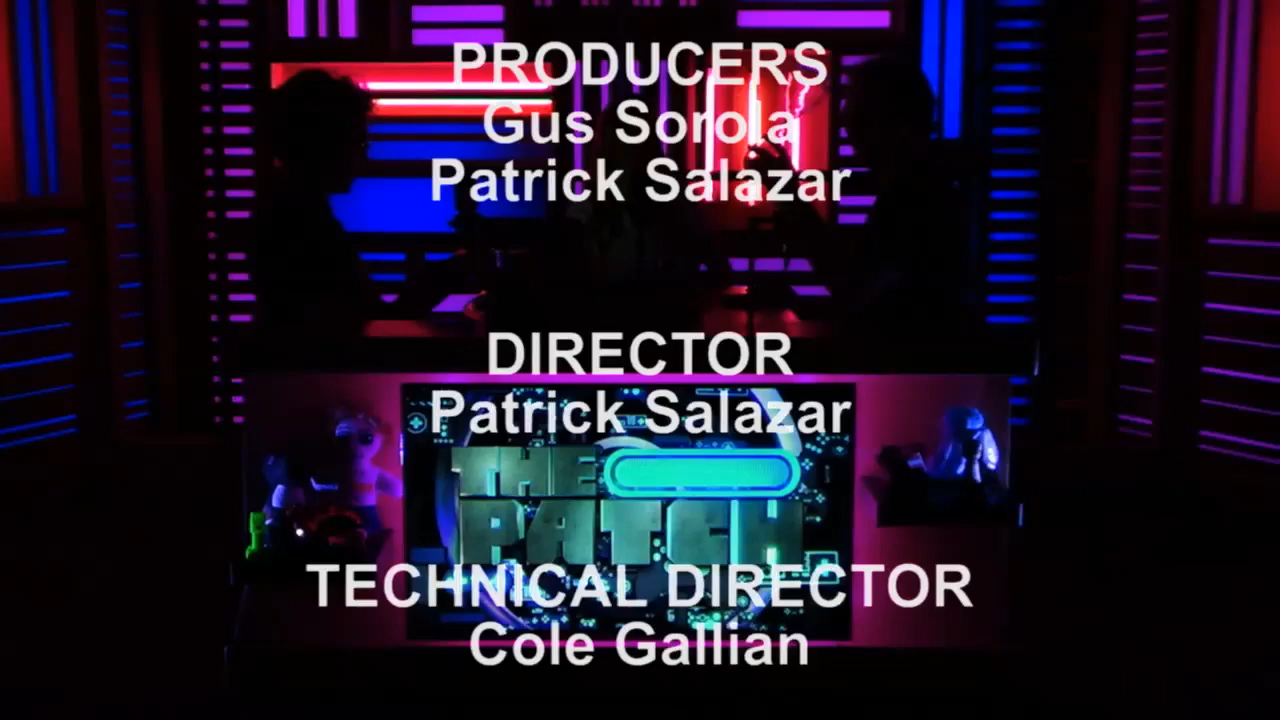 PRODUCERS
Gus Sorola
Patrick Salazar
DIRECTOR
Patrick Salazar
THE
PATCH
TECHNICAL DIRECTOR
Cole Gallian